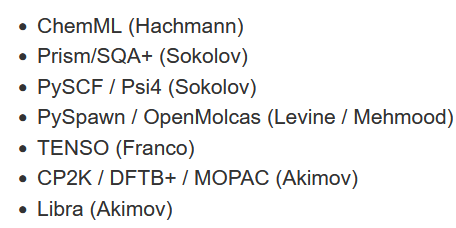 ChemML (Hachmann)
Prism/SQA+ (Sokolov)
PySCF / Psi4 (Sokolov)
PySpawn / OpenMolcas (Levine / Mehmood)
TENSO (Franco)
CP2K / DFTB+ / MOPAC (Akimov)
Libra (Akimov)